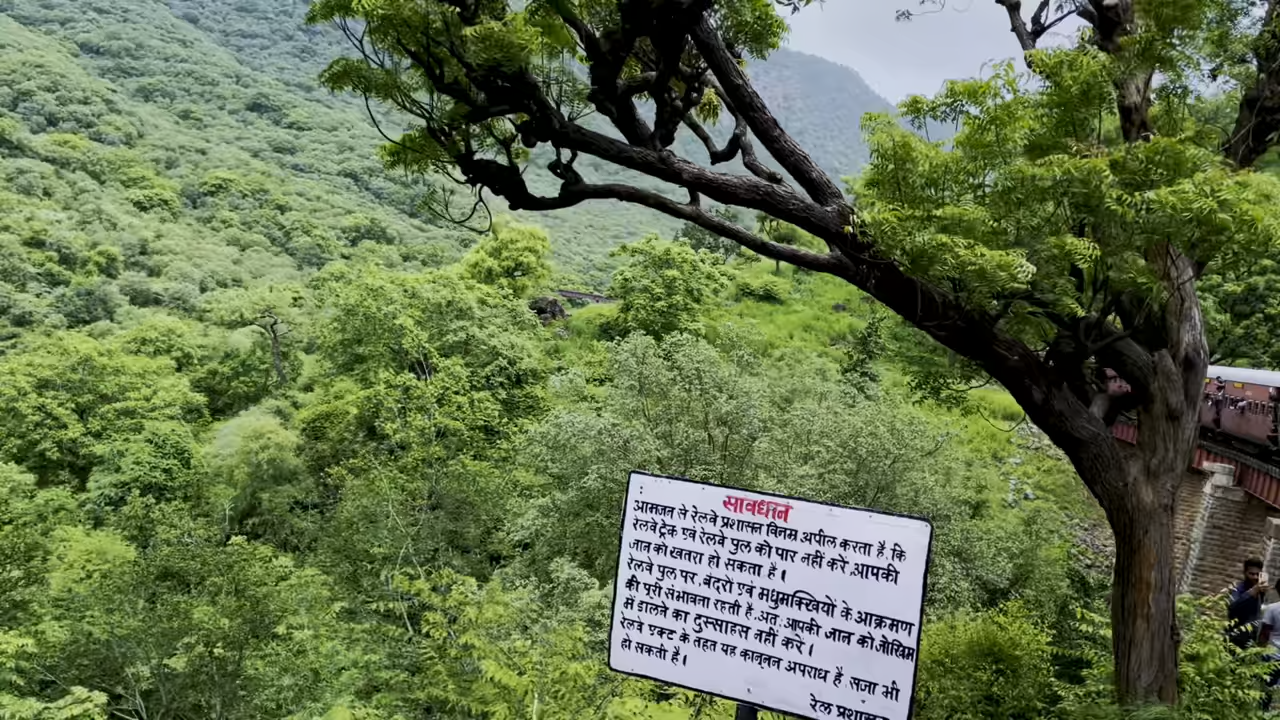 सावधान
आमजन से रेलवे प्रशासन विनम्र अपील करता है, कि
रेलवे ट्रेक एवं रेलवे पुल को पार नहीं करें, आपकी
जान को खतरा हो सकता है।
रेलवे पुल पर, बंदरों एवं मधुमक्खियों के आक्रमण
की पूरी संभावना रहती है, अतः आपकी जान को जोखिम
में डालने का दुस्साहस नहीं करें।
रेलवे एक्ट के तहत यह कानूनन अपराध है, सजा भी
हो सकती है।
रेल प्रशासन